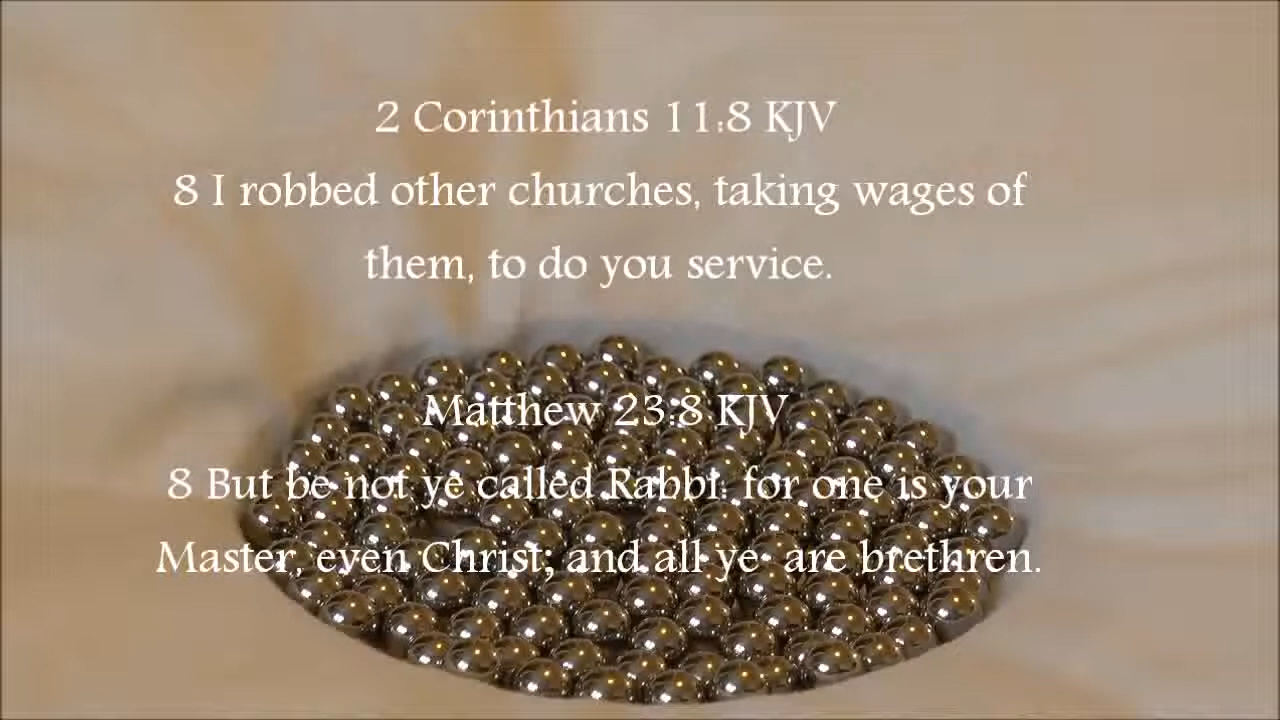 2 Corinthians 11:8 KJV
8 I robbed other churches, taking wages of
them, to do you service.
Matthew 23:8 KJV
8 But be not ye called Rabbi: for one is your
Master, even Christ; and all ye are brethren.